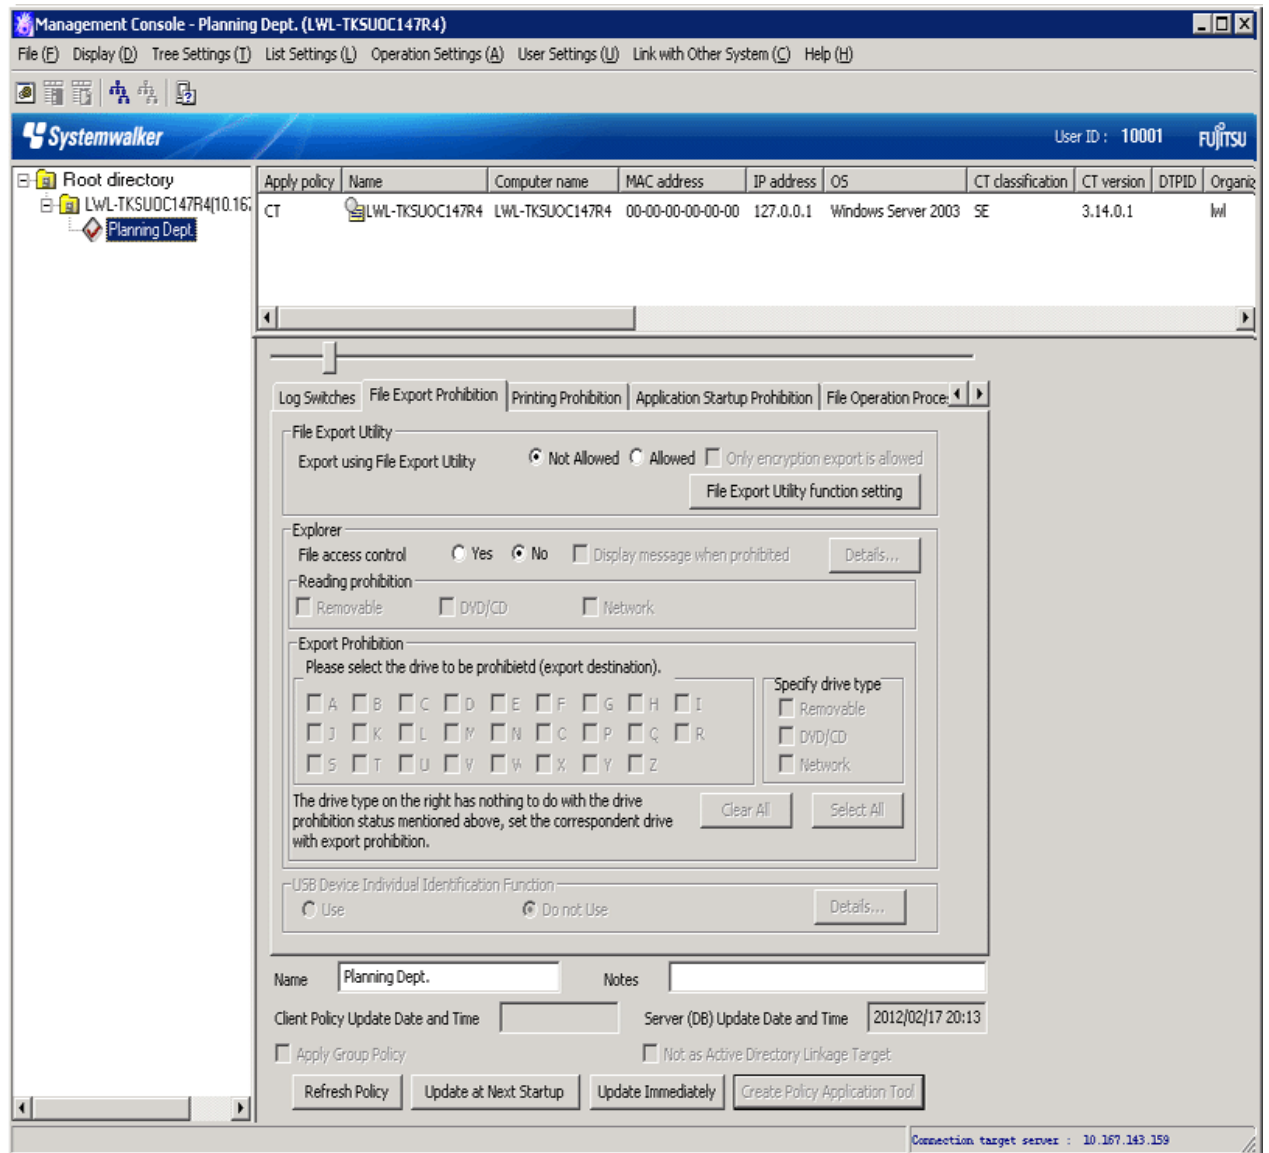 Management Console - Planning Dept. (LWL-TKSUOC147R4)
File (F) Display (D) Tree Settings (T) List Settings (L) Operation Settings (A) User Settings (U) Link with Other System (C) Help (H)
Systemwalker User ID : 10001 FUJITSU
Root directory
LWL-TKSUOC147R4[10.167
Planning Dept.
Apply policy Name Computer name MAC address IP address OS CT classification CT version DTPID Organiz
CT LWL-TKSUOC147R4 LWL-TKSUOC147R4 00-00-00-00-00-00 127.0.0.1 Windows Server 2003 SE 3.14.0.1 lwl
Log Switches File Export Prohibition Printing Prohibition Application Startup Prohibition File Operation Proce
File Export Utility
Export using File Export Utility Not Allowed Allowed Only encryption export is allowed
File Export Utility function setting
Explorer
File access control Yes No Display message when prohibited Details...
Reading prohibition
Removable DVD/CD Network
Export Prohibition
Please select the drive to be prohibietd (export destination).
Specify drive type
A B C D E F G H I
Removable
J K L M N O P Q R
DVD/CD
S T U V W X Y Z
Network
The drive type on the right has nothing to do with the drive
prohibition status mentioned above, set the correspondent drive
with export prohibition.
Clear All Select All
USB Device Individual Identification Function
Use Do not Use Details...
Name Planning Dept. Notes
Client Policy Update Date and Time Server (DB) Update Date and Time 2012/02/17 20:13
Apply Group Policy Not as Active Directory Linkage Target
Refresh Policy Update at Next Startup Update Immediately Create Policy Application Tool
Connection target server : 10.167.143.159